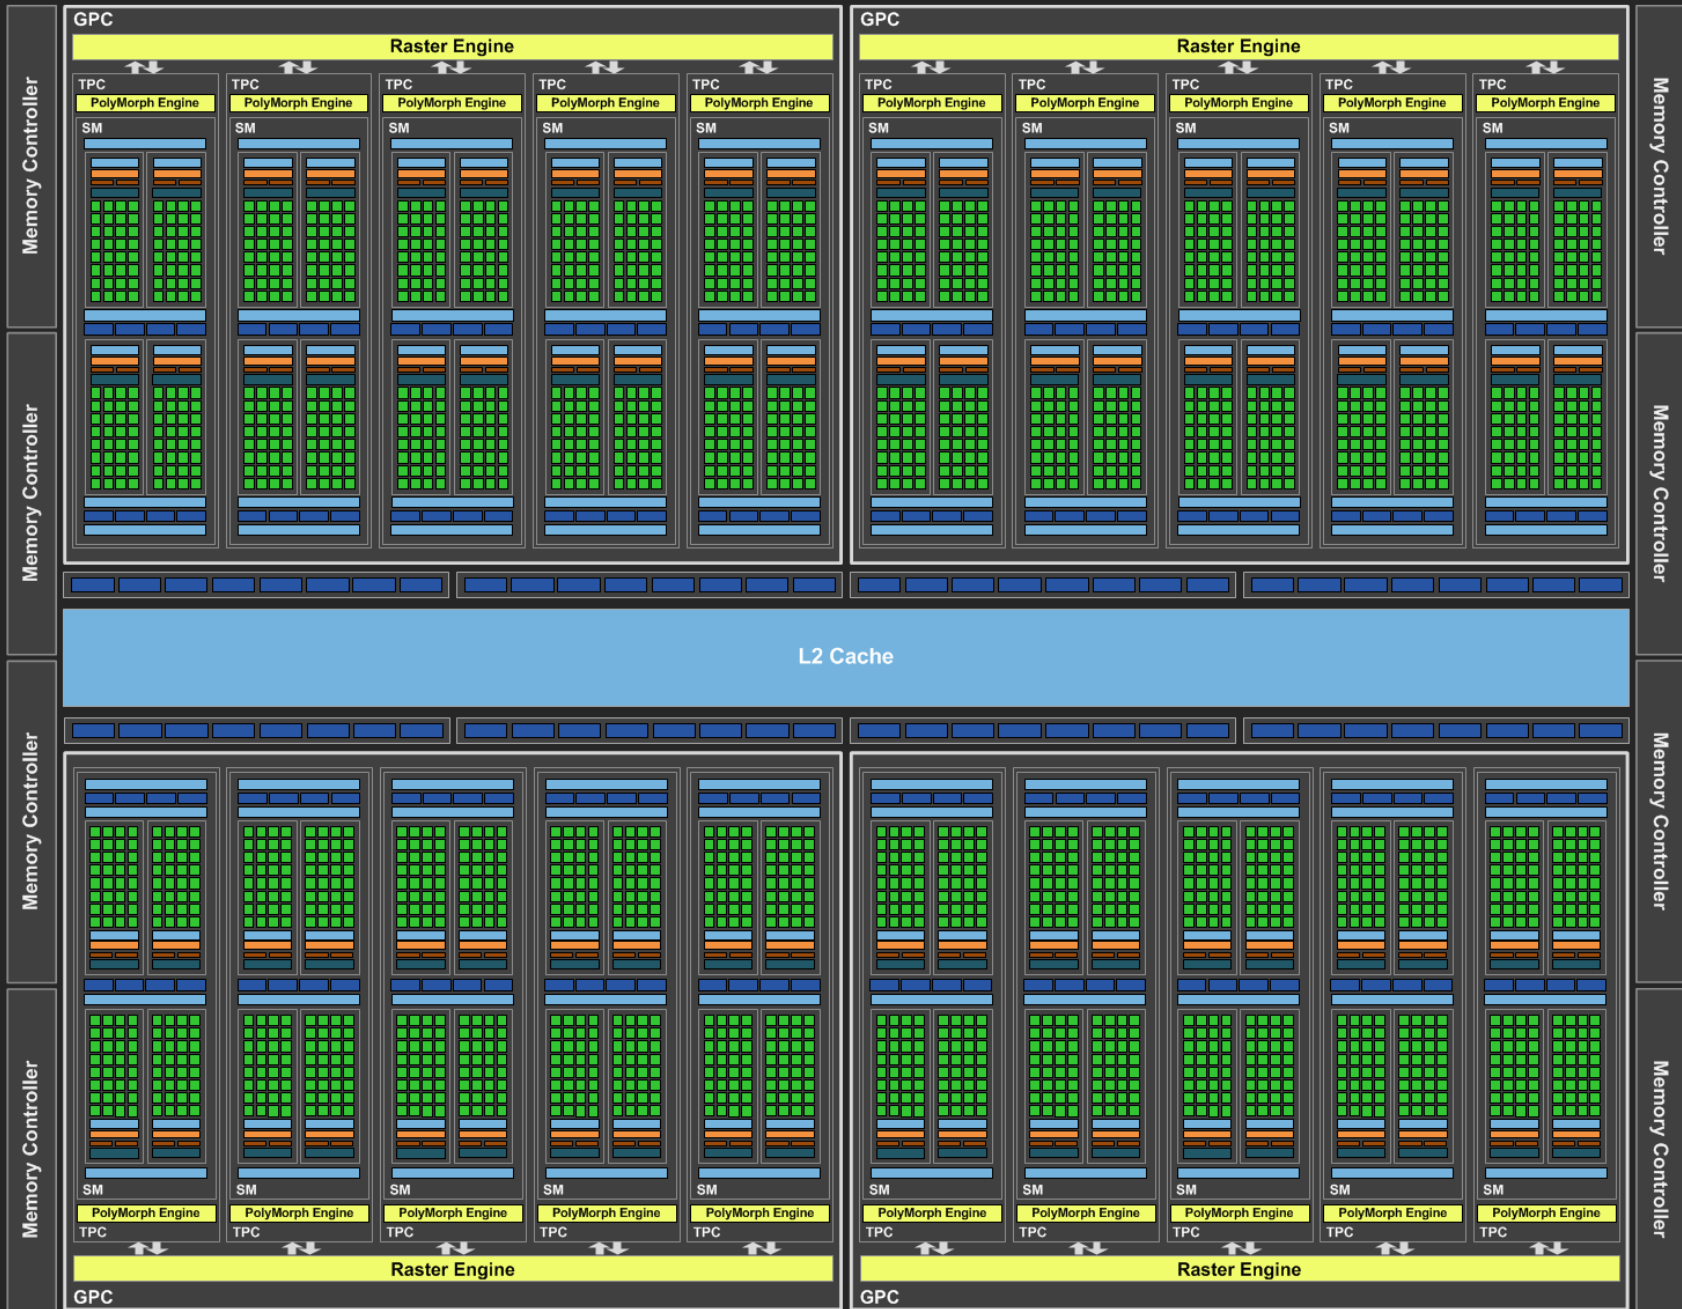 GPC
Raster Engine
TPC TPC TPC TPC TPC
PolyMorph Engine PolyMorph Engine PolyMorph Engine PolyMorph Engine PolyMorph Engine
SM SM SM SM SM
GPC
Raster Engine
TPC TPC TPC TPC TPC
PolyMorph Engine PolyMorph Engine PolyMorph Engine PolyMorph Engine PolyMorph Engine
SM SM SM SM SM
Memory Controller
Memory Controller
Memory Controller
Memory Controller
L2 Cache
Memory Controller
Memory Controller
Memory Controller
Memory Controller
SM SM SM SM SM
PolyMorph Engine PolyMorph Engine PolyMorph Engine PolyMorph Engine PolyMorph Engine
TPC TPC TPC TPC TPC
Raster Engine
GPC
SM SM SM SM SM
PolyMorph Engine PolyMorph Engine PolyMorph Engine PolyMorph Engine PolyMorph Engine
TPC TPC TPC TPC TPC
Raster Engine
GPC